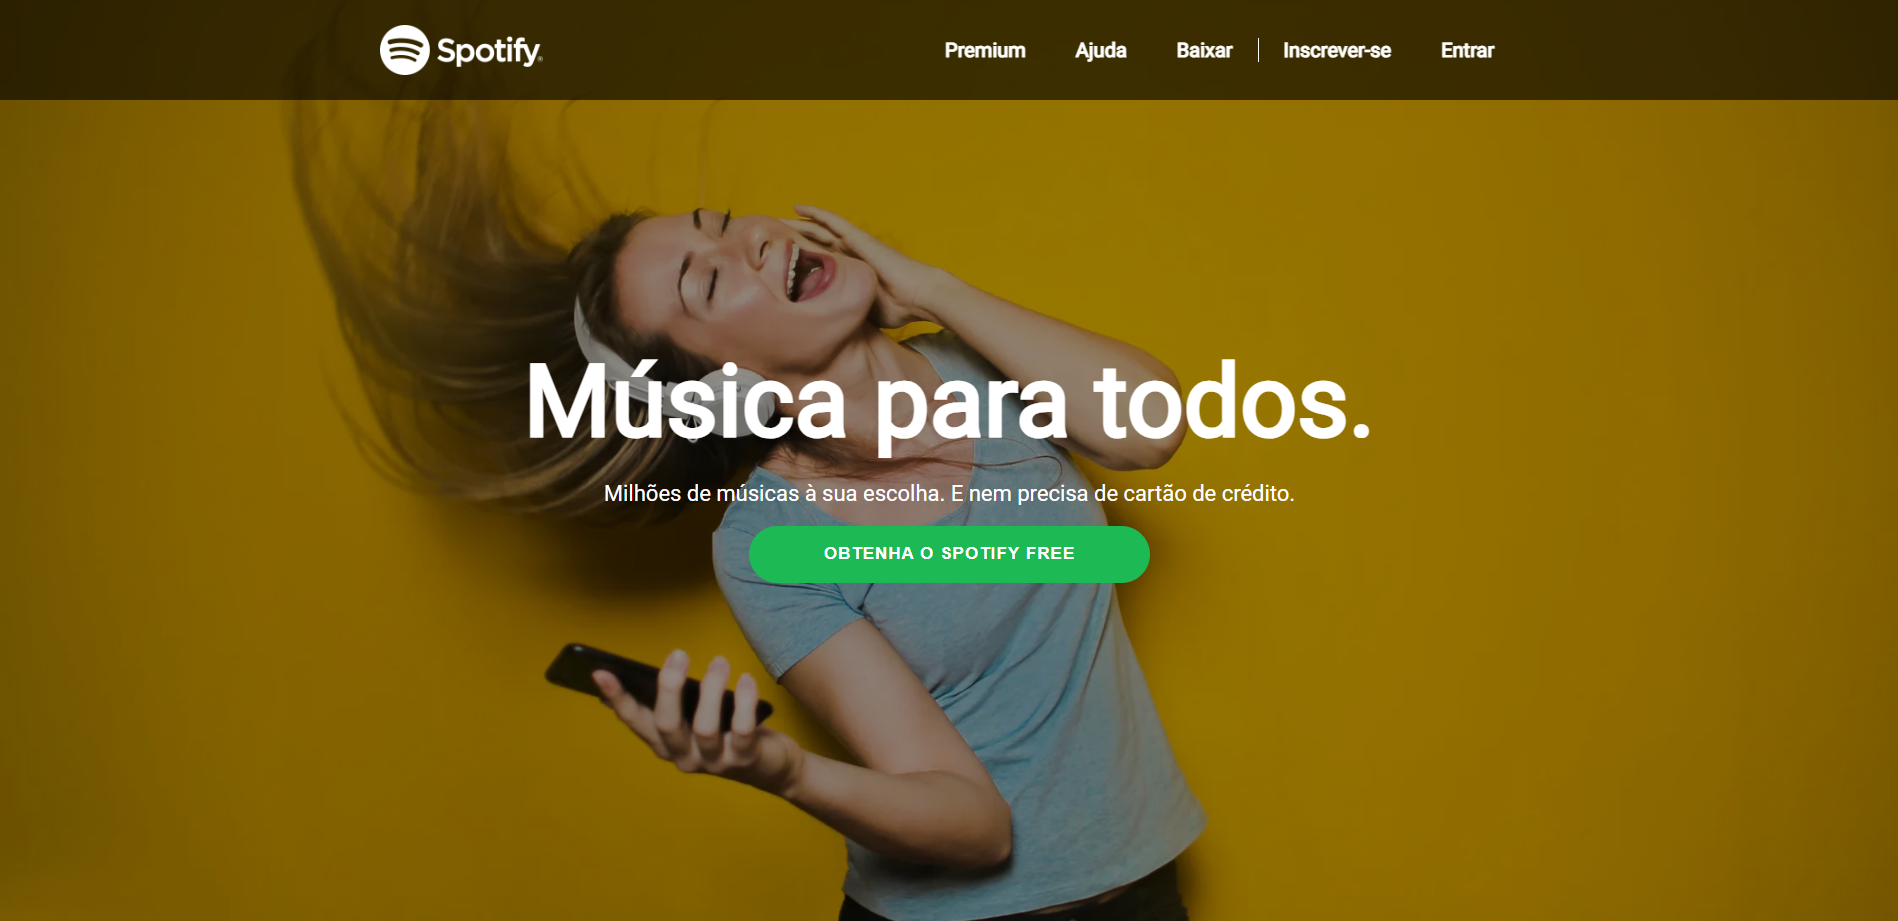 Spotify®
Premium Ajuda Baixar Inscrever-se Entrar
Música para todos.
Milhões de músicas à sua escolha. E nem precisa de cartão de crédito.
OBTENHA O SPOTIFY FREE